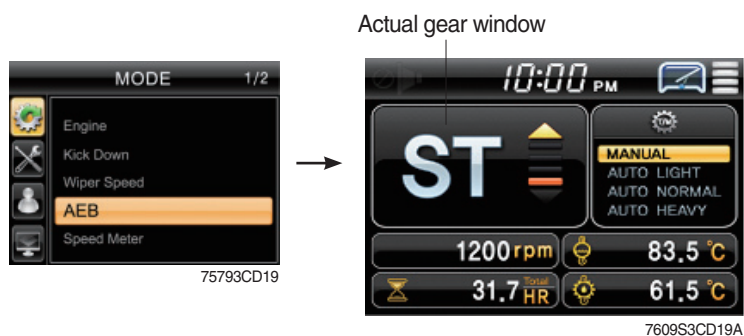 Actual gear window
MODE 1/2
Engine
Kick Down
Wiper Speed
AEB
Speed Meter
75793CD19
10:00 PM
ST
T/M
MANUAL
AUTO LIGHT
AUTO NORMAL
AUTO HEAVY
1200 rpm
83.5 °C
31.7 Total HR
61.5 °C
7609S3CD19A